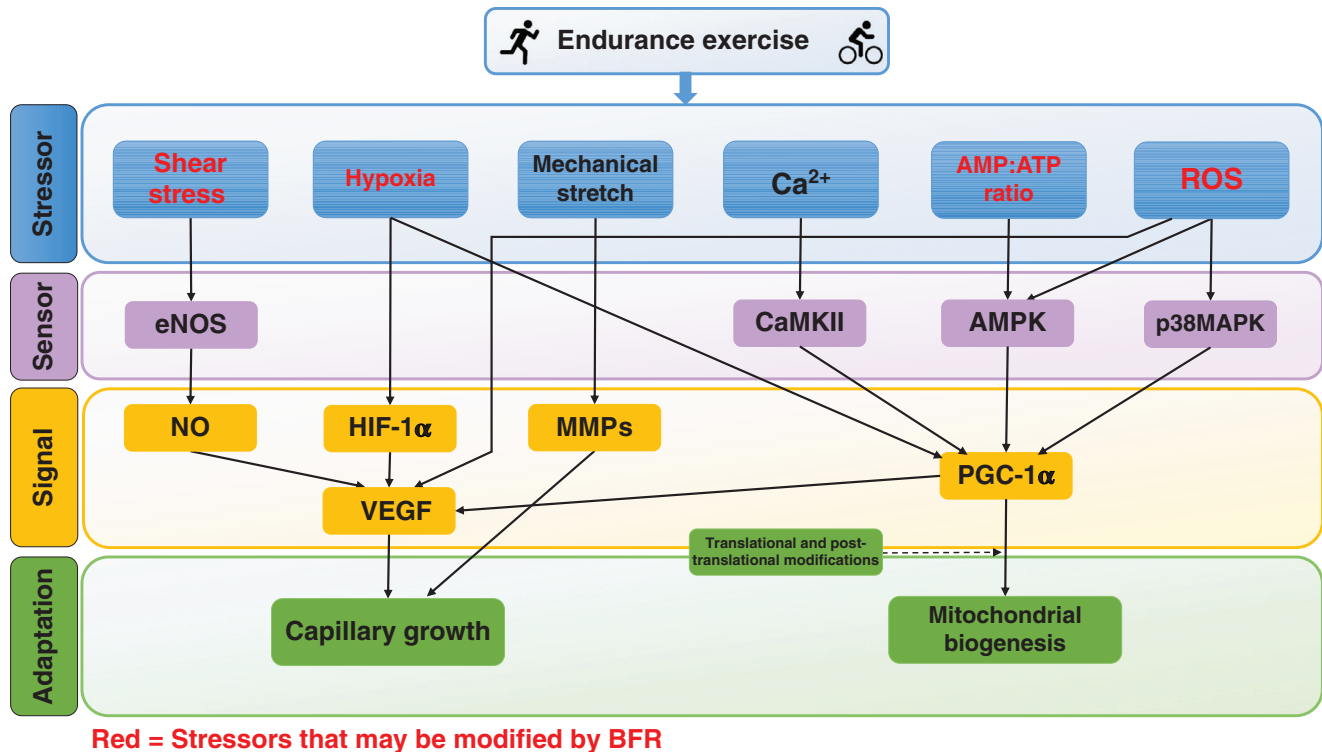 Endurance exercise
Stressor
Shear
stress
Hypoxia
Mechanical
stretch
Ca²⁺
AMP:ATP
ratio
ROS
Sensor
eNOS
CaMKII
AMPK
p38MAPK
Signal
NO
HIF-1α
MMPs
VEGF
PGC-1α
Translational and post-
translational modifications
Adaptation
Capillary growth
Mitochondrial
biogenesis
Red = Stressors that may be modified by BFR